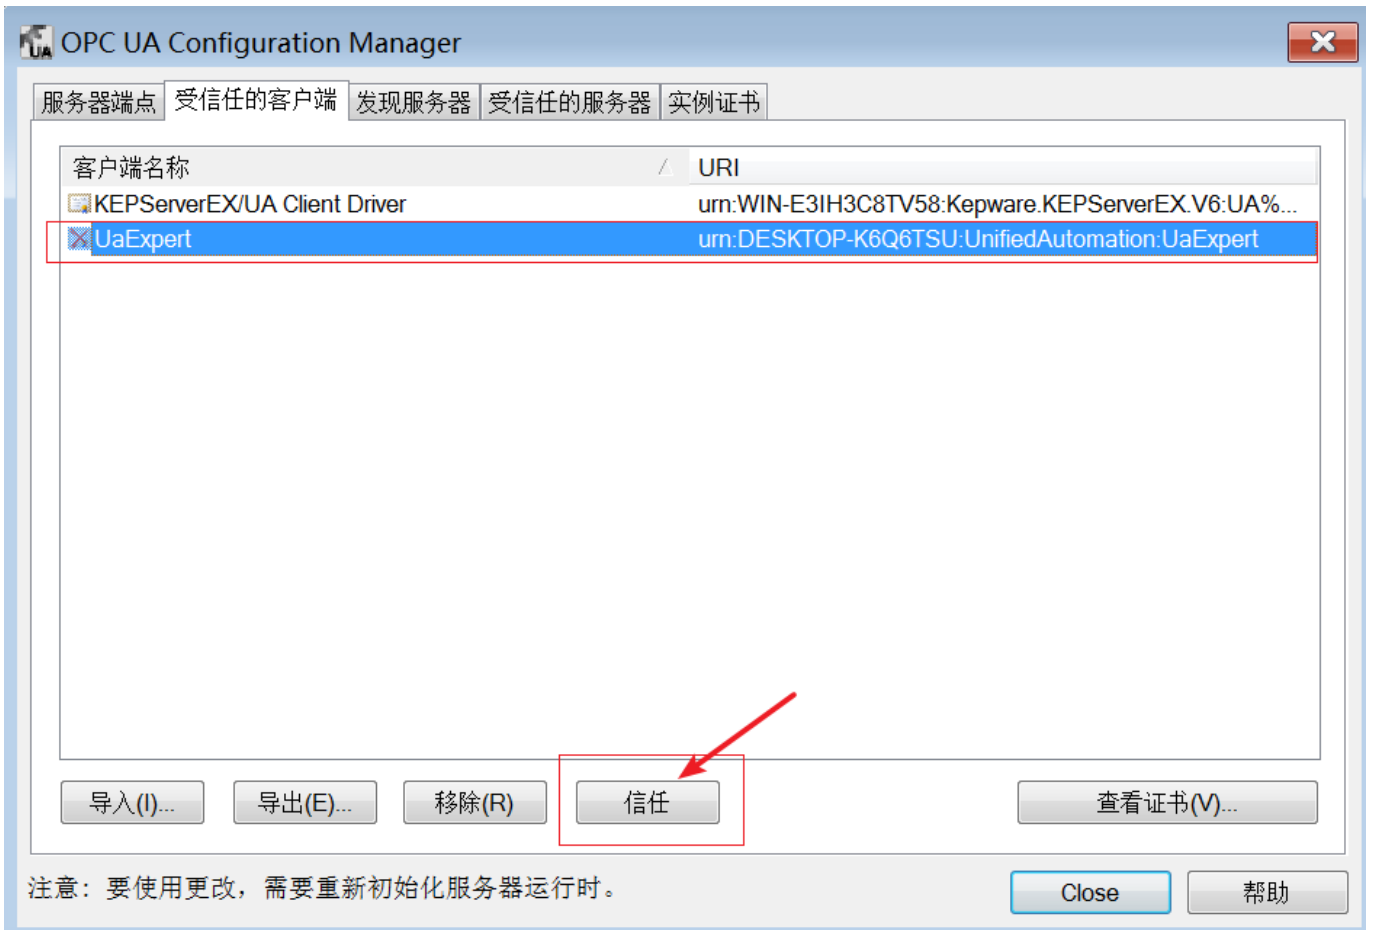 OPC UA Configuration Manager
服务器端点 受信任的客户端 发现服务器 受信任的服务器 实例证书
客户端名称 URI
KEPServerEX/UA Client Driver urn:WIN-E3IH3C8TV58:Kepware.KEPServerEX.V6:UA%...
UaExpert urn:DESKTOP-K6Q6TSU:UnifiedAutomation:UaExpert
导入(I)... 导出(E)... 移除(R) 信任 查看证书(V)...
注意: 要使用更改, 需要重新初始化服务器运行时。
Close 帮助